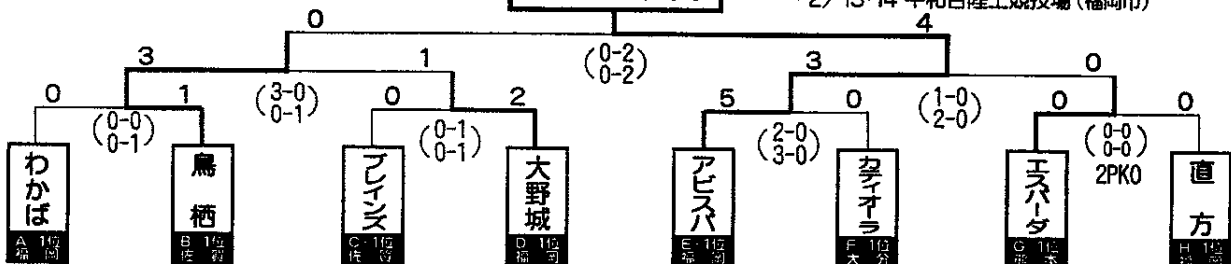 2/13・14 平和台陸上競技場(福岡市)
0 4
(0-2
0-2)
3 1 3 0
(3-0
0-1)
(1-0
2-0)
0 1 0 2 5 0 0 0
(0-0
0-1)
(0-1
0-1)
(2-0
3-0)
(0-0
0-0)
2PK0
わかば
鳥栖
ブレインズ
大野城
アビスパ
カティオーラ
エスパーダ
直方
A 1位
福岡
B 1位
佐賀
C 1位
佐賀
D 1位
福岡
E 1位
福岡
F 1位
大分
G 1位
熊本
H 1位
福岡